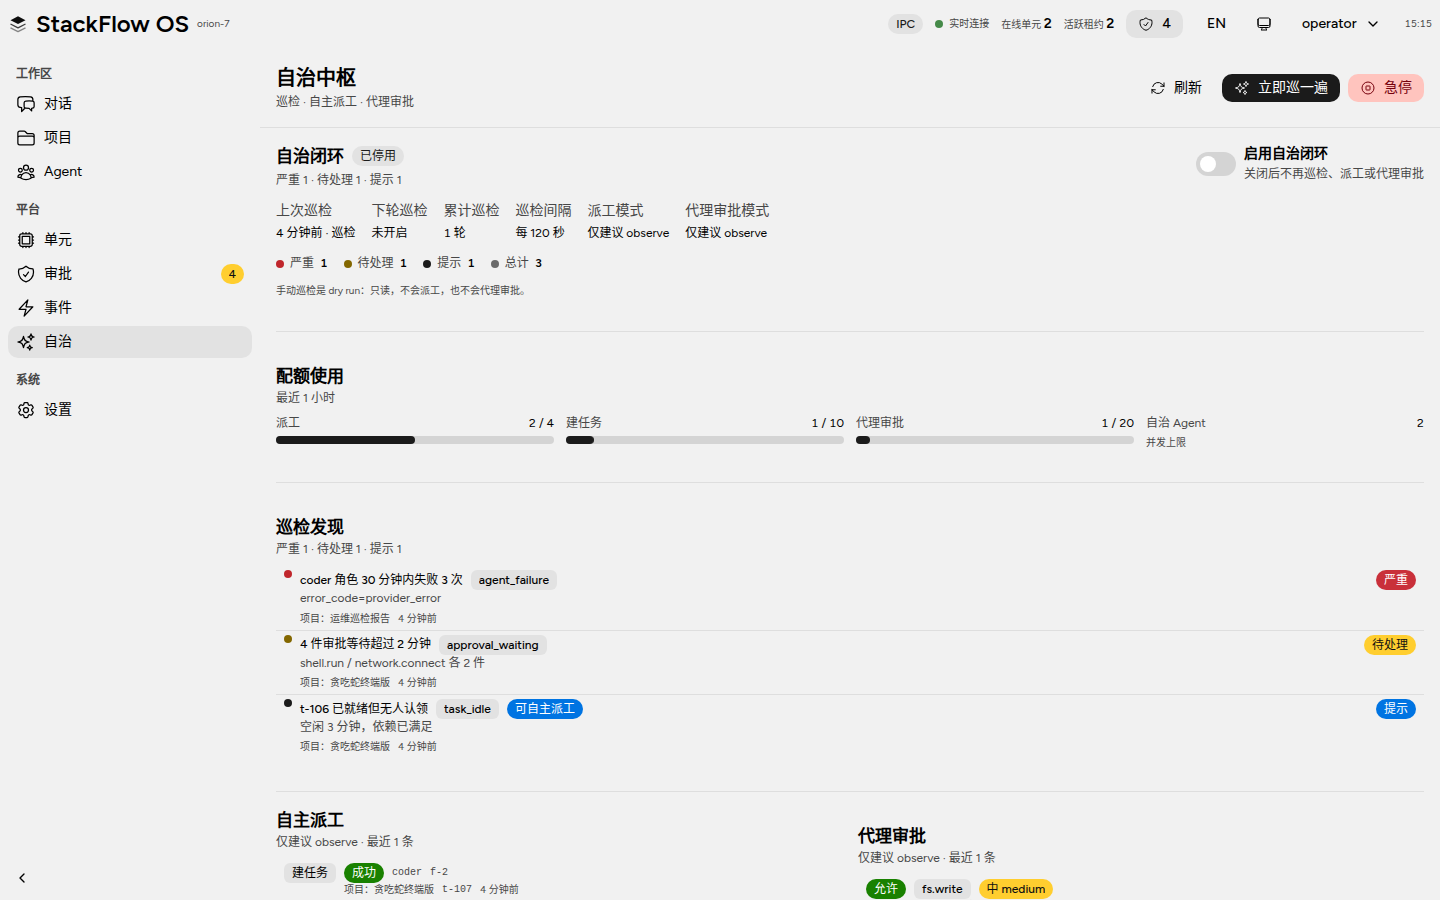 StackFlow OS orion-7
IPC 实时连接 在线单元 2 活跃租约 2 4 EN operator 15:15
工作区
对话
项目
Agent
平台
单元
审批 4
事件
自治
系统
设置
自治中枢
巡检 · 自主派工 · 代理审批
刷新 立即巡一遍 急停
自治闭环 已停用
严重 1 · 待处理 1 · 提示 1
启用自治闭环
关闭后不再巡检、派工或代理审批
上次巡检 下轮巡检 累计巡检 巡检间隔 派工模式 代理审批模式
4 分钟前 · 巡检 未开启 1 轮 每 120 秒 仅建议 observe 仅建议 observe
严重 1 待处理 1 提示 1 总计 3
手动巡检是 dry run：只读，不会派工，也不会代理审批。
配额使用
最近 1 小时
派工 2 / 4 建任务 1 / 10 代理审批 1 / 20 自治 Agent 2
并发上限
巡检发现
严重 1 · 待处理 1 · 提示 1
coder 角色 30 分钟内失败 3 次 agent_failure 严重
error_code=provider_error
项目：运维巡检报告 4 分钟前
4 件审批等待超过 2 分钟 approval_waiting 待处理
shell.run / network.connect 各 2 件
项目：贪吃蛇终端版 4 分钟前
t-106 已就绪但无人认领 task_idle 可自主派工 提示
空闲 3 分钟，依赖已满足
项目：贪吃蛇终端版 4 分钟前
自主派工
仅建议 observe · 最近 1 条
建任务 成功 coder f-2
项目：贪吃蛇终端版 t-107 4 分钟前
代理审批
仅建议 observe · 最近 1 条
允许 fs.write 中 medium